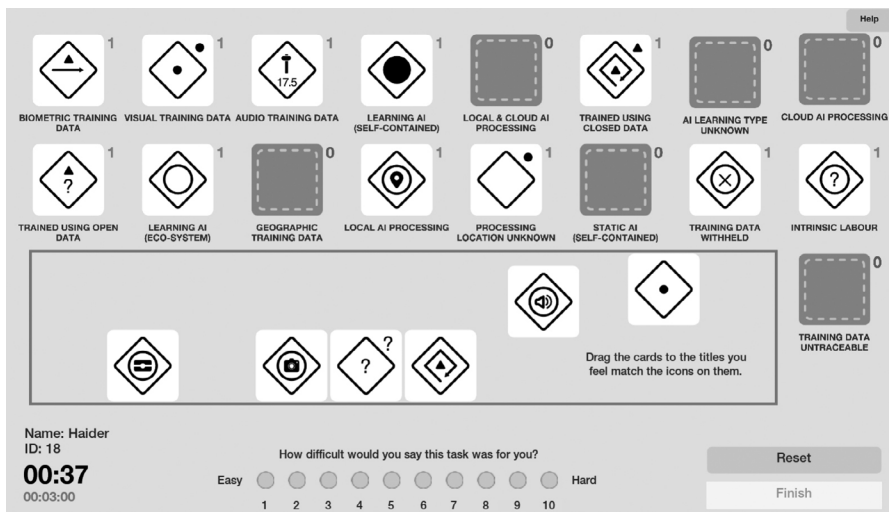 Help
1
1
1
1
0
1
0
0
17.5
BIOMETRIC TRAINING
DATA
VISUAL TRAINING DATA
AUDIO TRAINING DATA
LEARNING AI
(SELF-CONTAINED)
LOCAL & CLOUD AI
PROCESSING
TRAINED USING
CLOSED DATA
AI LEARNING TYPE
UNKNOWN
CLOUD AI PROCESSING
1
1
0
1
1
0
1
1
?
?
TRAINED USING OPEN
DATA
LEARNING AI
(ECO-SYSTEM)
GEOGRAPHIC
TRAINING DATA
LOCAL AI PROCESSING
PROCESSING
LOCATION UNKNOWN
STATIC AI
(SELF-CONTAINED)
TRAINING DATA
WITHHELD
INTRINSIC LABOUR
0
TRAINING DATA
UNTRACEABLE
?
?
Drag the cards to the titles you
feel match the icons on them.
Name: Haider
ID: 18
00:37
00:03:00
How difficult would you say this task was for you?
Easy
Hard
1 2 3 4 5 6 7 8 9 10
Reset
Finish